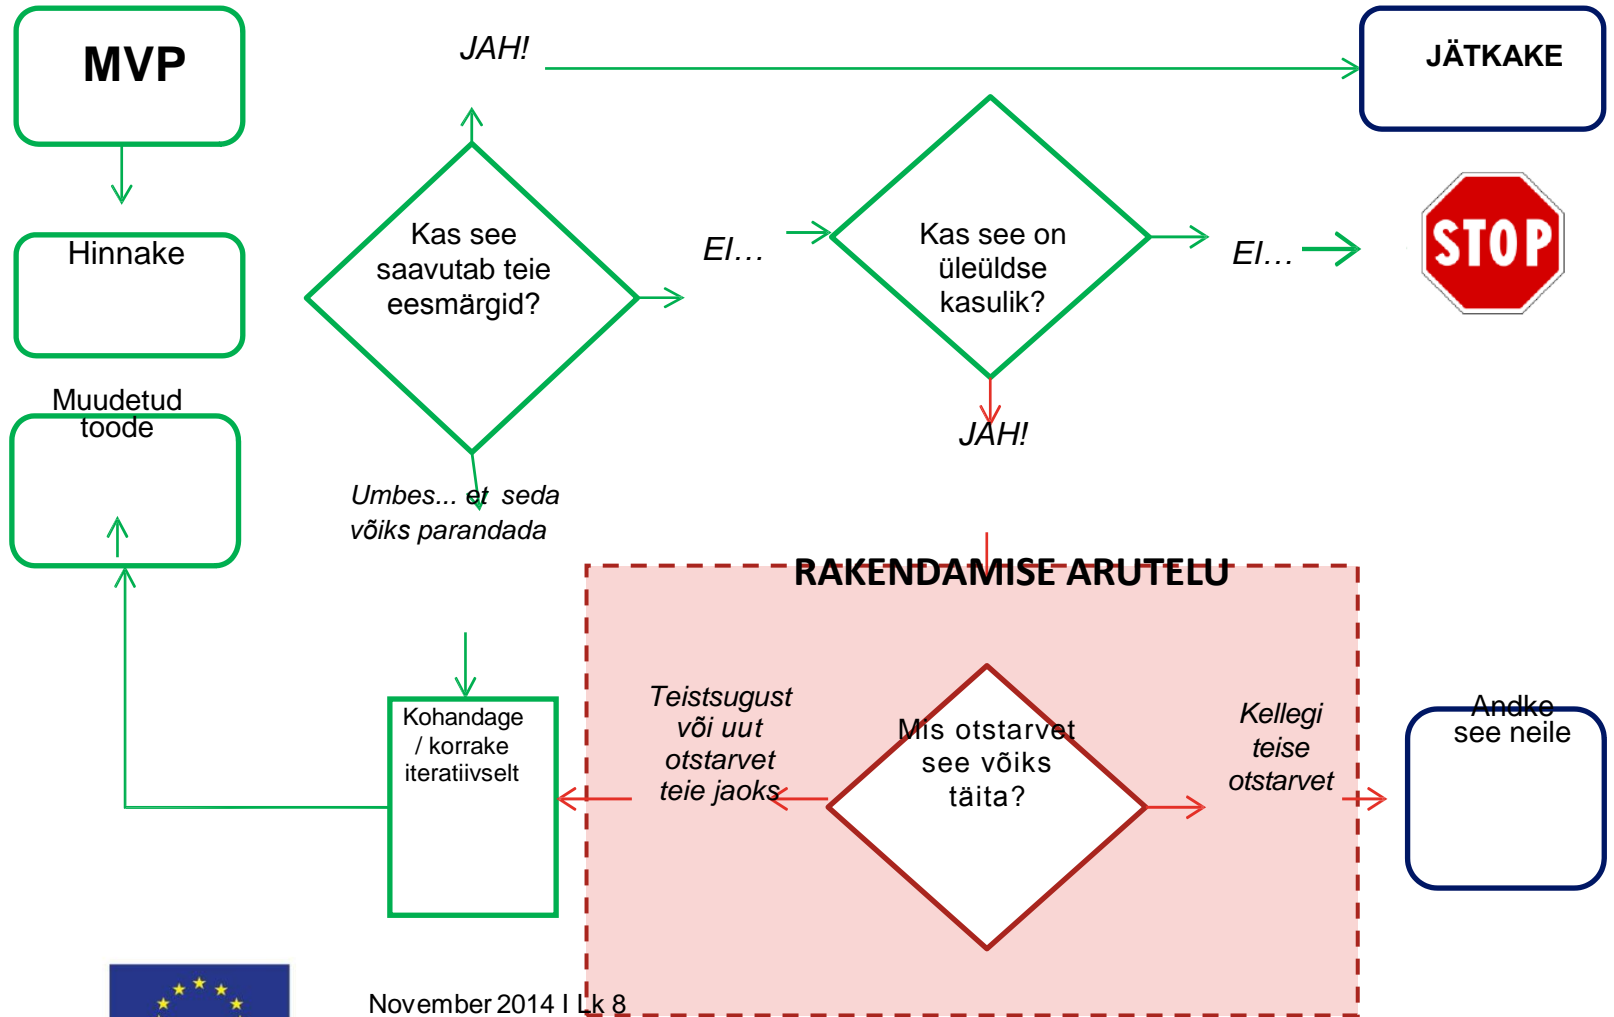 MVP
JAH!
JÄTKAKE
Hinnake
Kas see
saavutab teie
eesmärgid?
EI...
Kas see on
üleüldse
kasulik?
EI...
STOP
Muudetud
toode
JAH!
Umbes... et seda
võiks parandada
RAKENDAMISE ARUTELU
Kohandage
/ korrake
iteratiivselt
Teistsugust
või uut
otstarvet
teie jaoks
Mis otstarvet
see võiks
täita?
Kellegi
teise
otstarvet
Andke
see neile
November 2014 I Lk 8